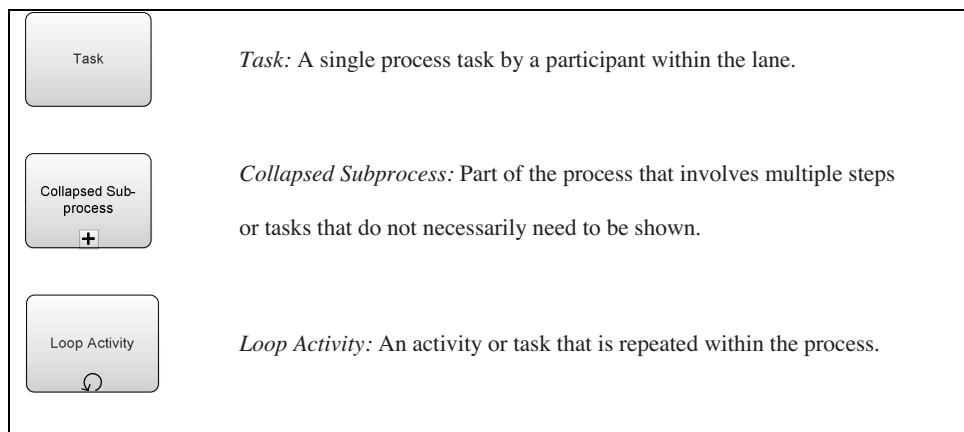 Task
Task: A single process task by a participant within the lane.
Collapsed Sub-
process
Collapsed Subprocess: Part of the process that involves multiple steps
or tasks that do not necessarily need to be shown.
Loop Activity
Loop Activity: An activity or task that is repeated within the process.